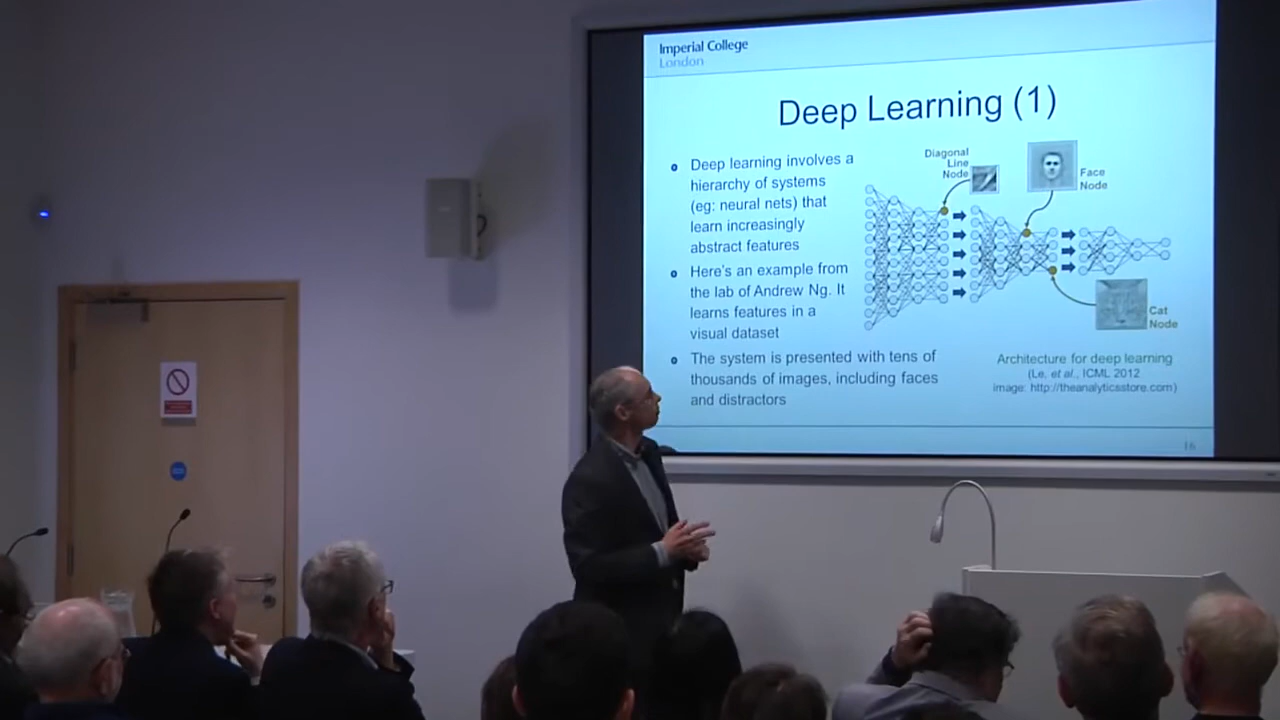 Imperial College
London
Deep Learning (1)
Deep learning involves a
hierarchy of systems
(eg: neural nets) that
learn increasingly
abstract features
Here's an example from
the lab of Andrew Ng. It
learns features in a
visual dataset
The system is presented with tens of
thousands of images, including faces
and distractors
Diagonal
Line
Node
Face
Node
Cat
Node
Architecture for deep learning
(Le, et al., ICML 2012
image: http://theanalyticsstore.com)
16